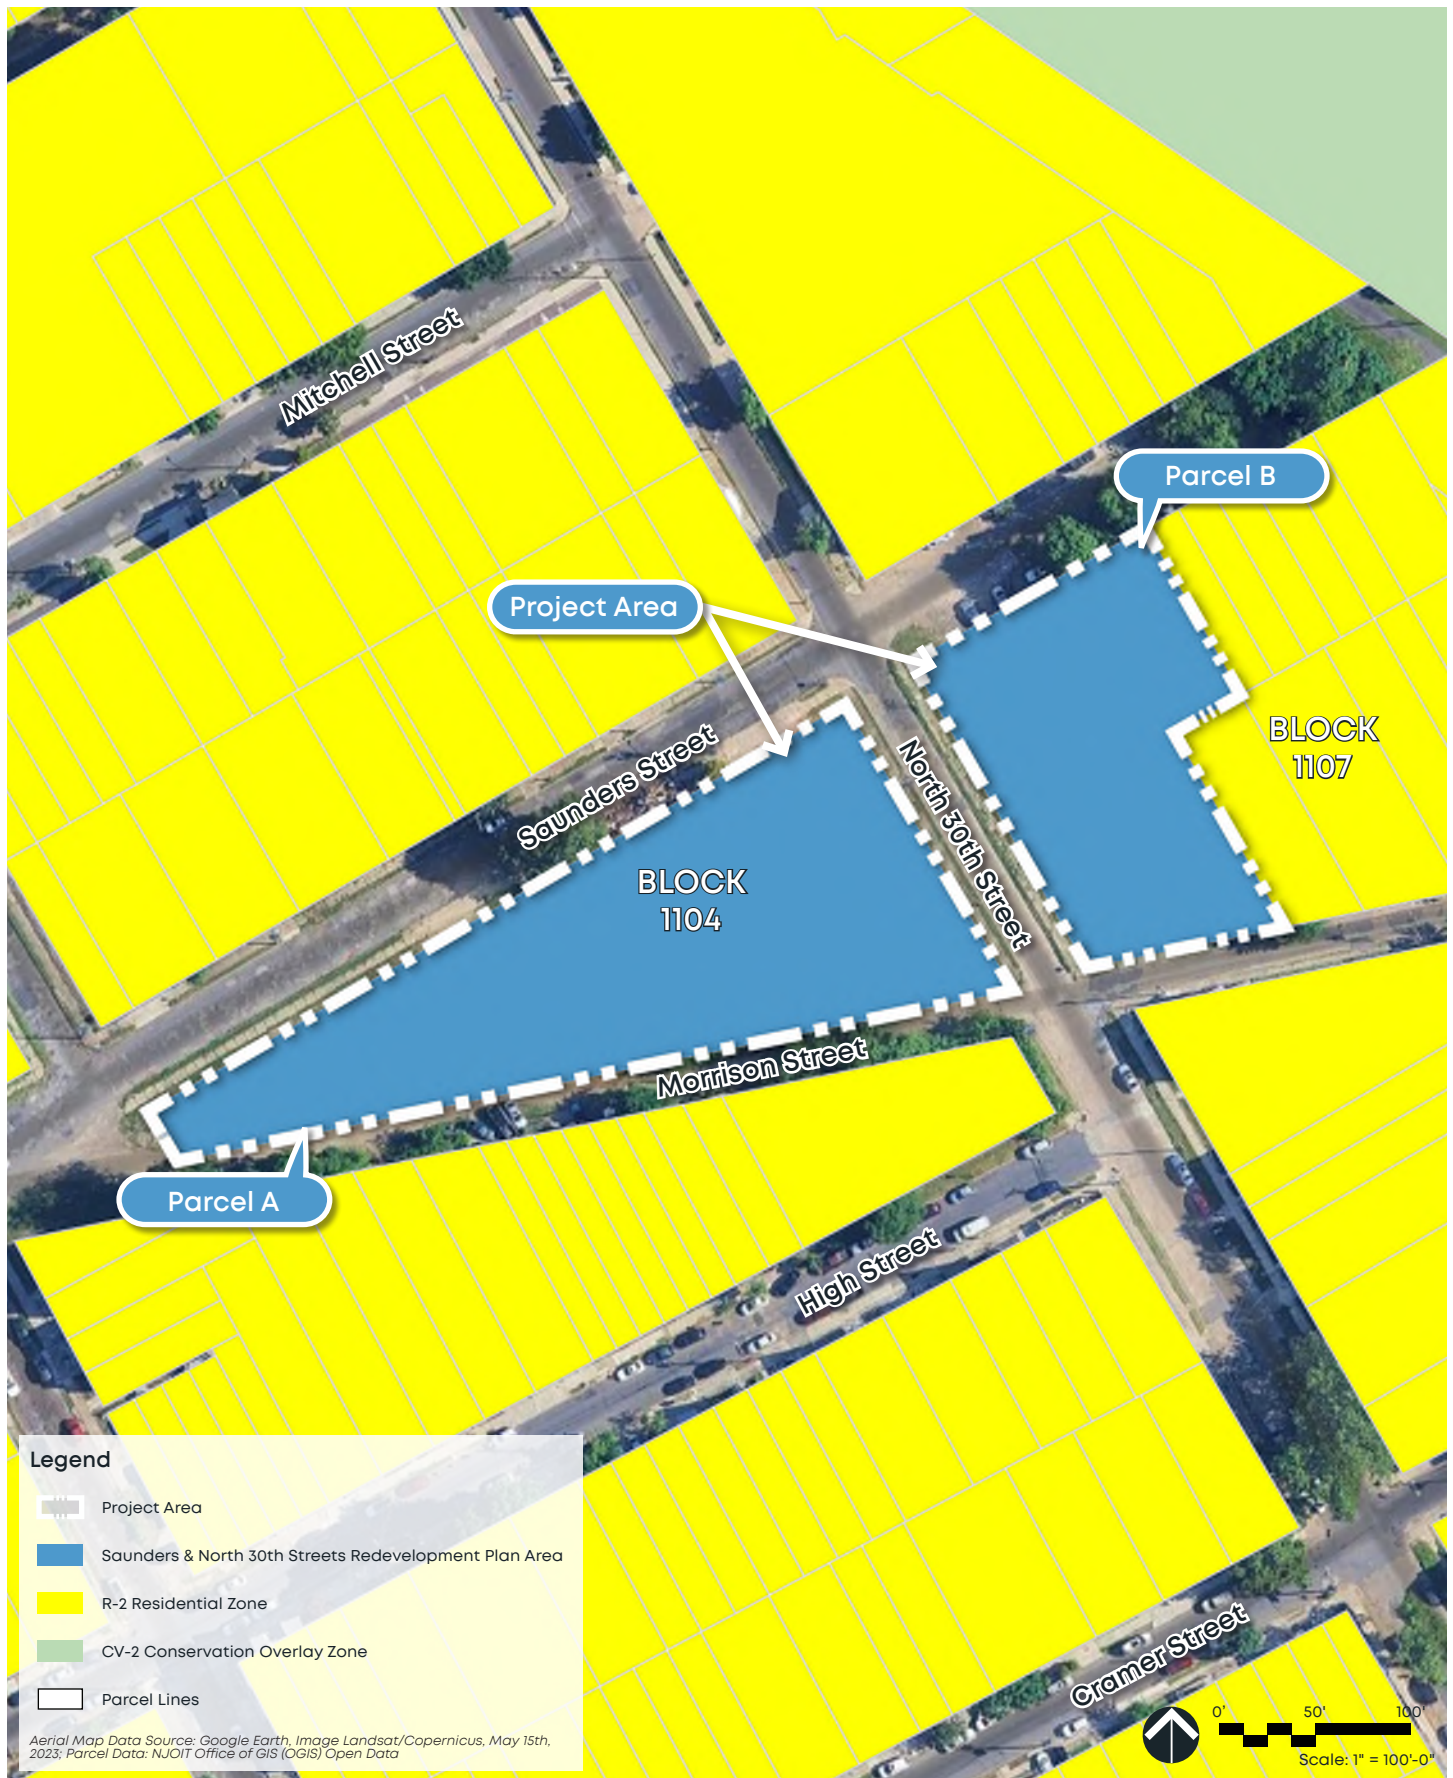 Mitchell Street
Parcel B
Project Area
BLOCK
1107
Saunders Street
North 30th Street
BLOCK
1104
Morrison Street
Parcel A
High Street
Cramer Street
Legend
Project Area
Saunders & North 30th Streets Redevelopment Plan Area
R-2 Residential Zone
CV-2 Conservation Overlay Zone
Parcel Lines
Aerial Map Data Source: Google Earth, Image Landsat/Copernicus, May 15th,
2023; Parcel Data: NJOIT Office of GIS (OGIS) Open Data
0' 50' 100'
Scale: 1" = 100'-0"